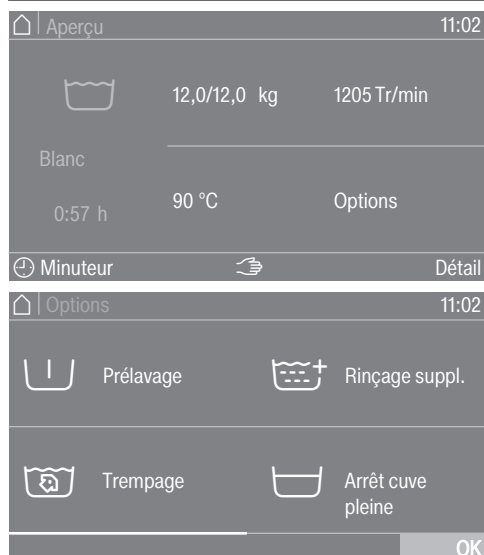 Aperçu 11:02
12,0/12,0 kg 1205 Tr/min
Blanc
90 °C Options
0:57 h
Minuteur Détail
Options 11:02
Prélavage Rinçage suppl.
Trempage Arrêt cuve
pleine
OK